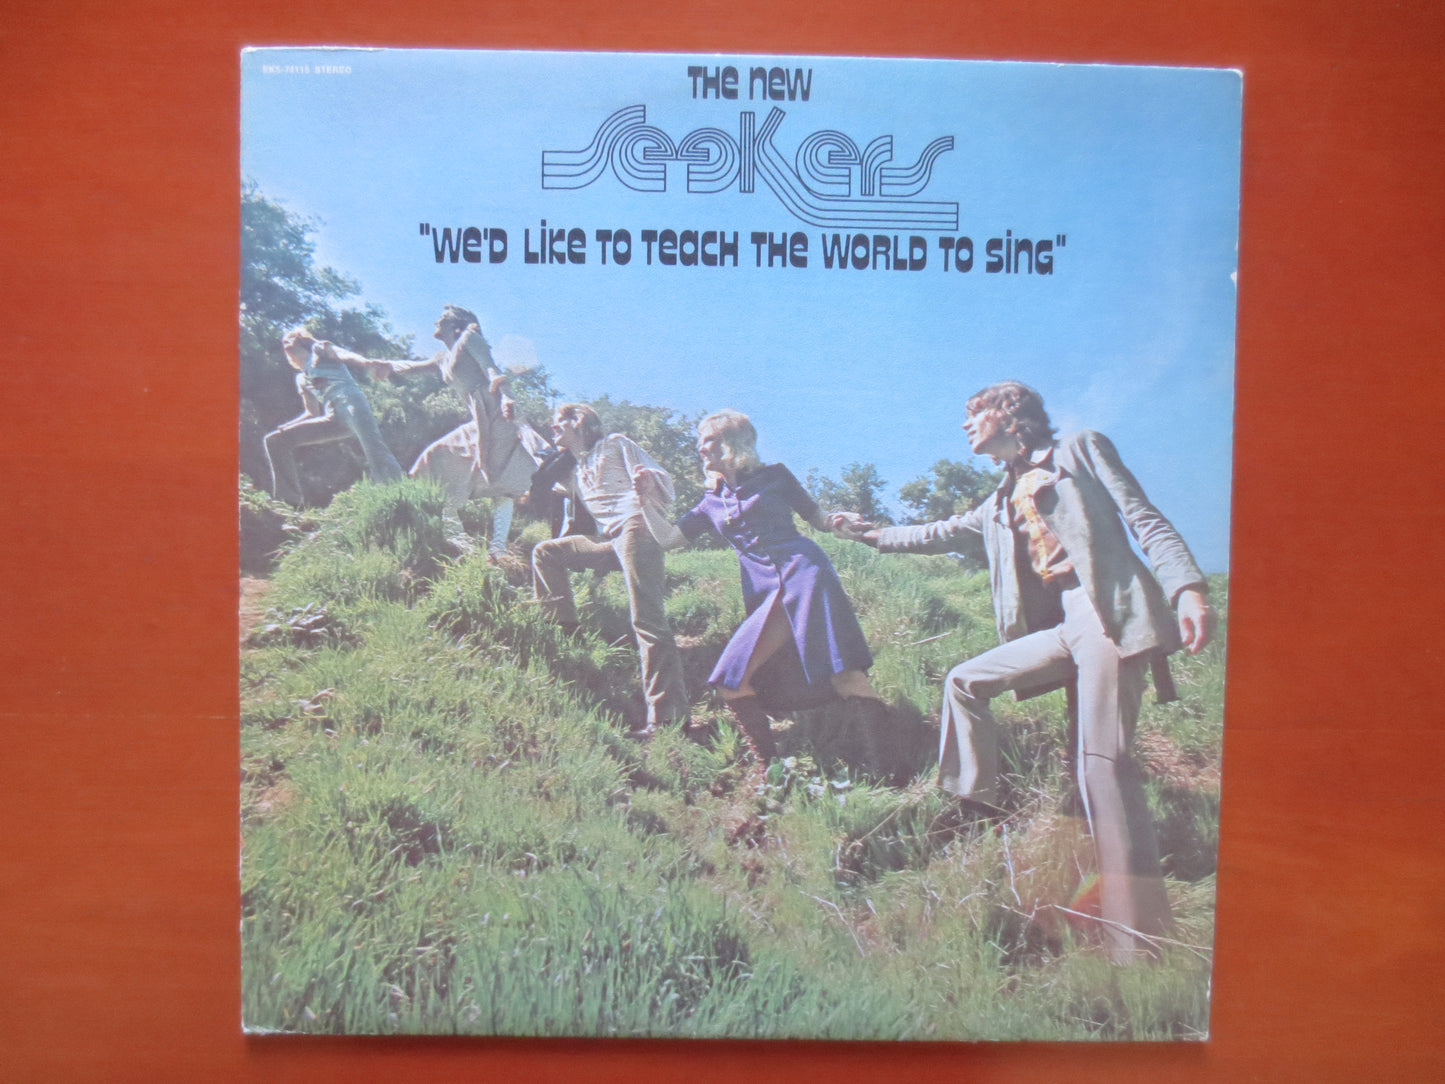 EKS-74115 STEREO
THE NEW
SEEKERS
"WE'D LIKE TO TEACH THE WORLD TO SING"